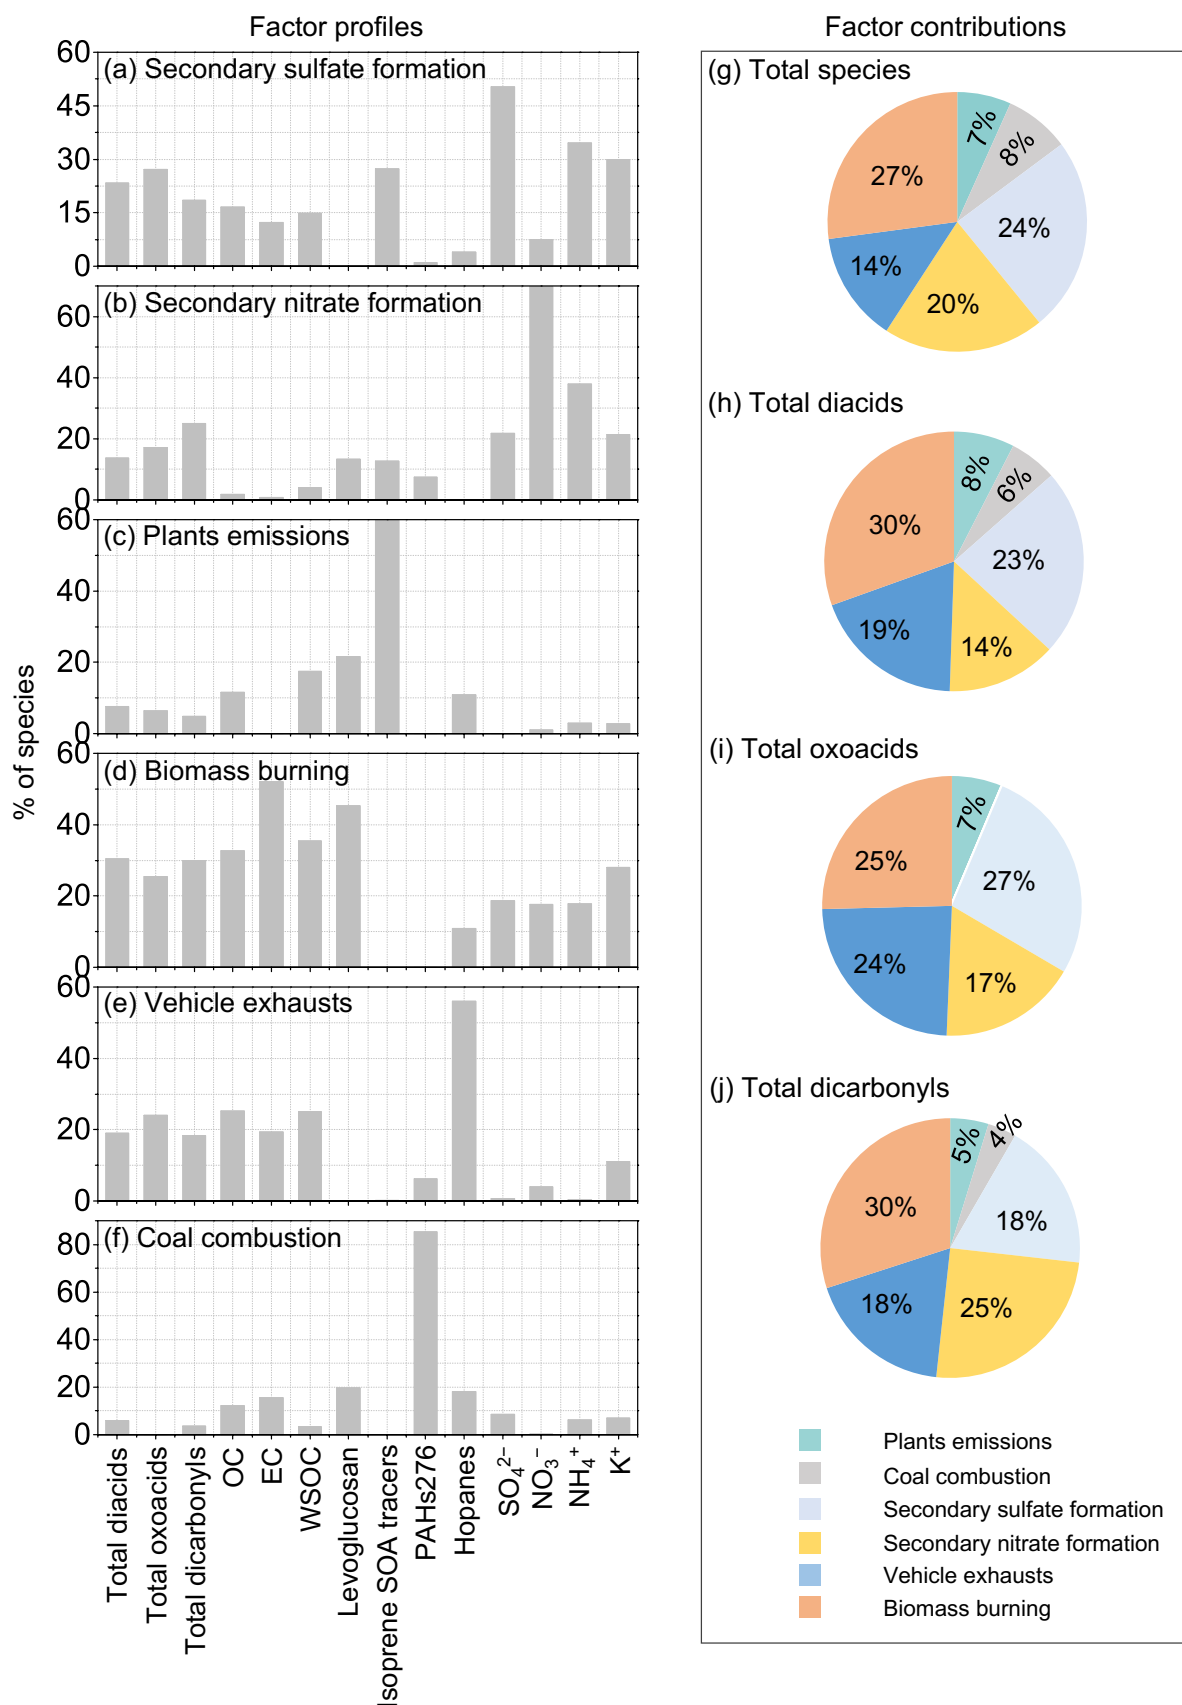 Factor profiles
Factor contributions
% of species
(a) Secondary sulfate formation
60
45
30
15
0
(b) Secondary nitrate formation
60
40
20
0
(c) Plants emissions
60
40
20
0
(d) Biomass burning
60
40
20
0
(e) Vehicle exhausts
60
40
20
0
(f) Coal combustion
80
60
40
20
0
Total diacids
Total oxoacids
Total dicarbonyls
OC
EC
WSOC
Levoglucosan
Isoprene SOA tracers
PAHs276
Hopanes
SO₄²⁻
NO₃⁻
NH₄⁺
K⁺
(g) Total species
7%
8%
24%
20%
14%
27%
(h) Total diacids
8%
6%
23%
14%
19%
30%
(i) Total oxoacids
7%
27%
17%
24%
25%
(j) Total dicarbonyls
5%
4%
18%
25%
18%
30%
Plants emissions
Coal combustion
Secondary sulfate formation
Secondary nitrate formation
Vehicle exhausts
Biomass burning